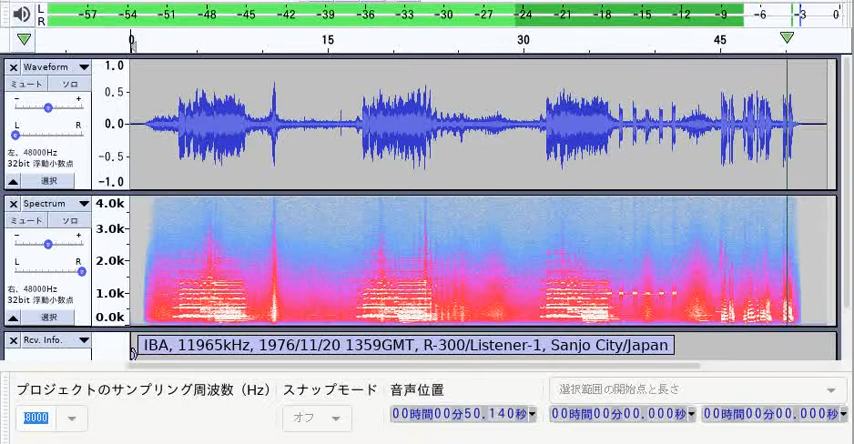 L
R
-57 -54 -51 -48 -45 -42 -39 -36 -33 -30 -27 -24 -21 -18 -15 -12 -9 -6 -3 0
0 15 30 45
Waveform
ミュート ソロ
- +
L R
左、48000Hz
32bit 浮動小数点
選択
1.0
0.5
0.0
-0.5
-1.0
Spectrum
ミュート ソロ
- +
L R
右、48000Hz
32bit 浮動小数点
選択
4.0k
3.0k
2.0k
1.0k
0.0k
Rcv. Info.
IBA, 11965kHz, 1976/11/20 1359GMT, R-300/Listener-1, Sanjo City/Japan
プロジェクトのサンプリング周波数 (Hz) スナップモード 音声位置 選択範囲の開始点と長さ
オフ 00時間00分50.140秒 00時間00分00.000秒 00時間00分00.000秒